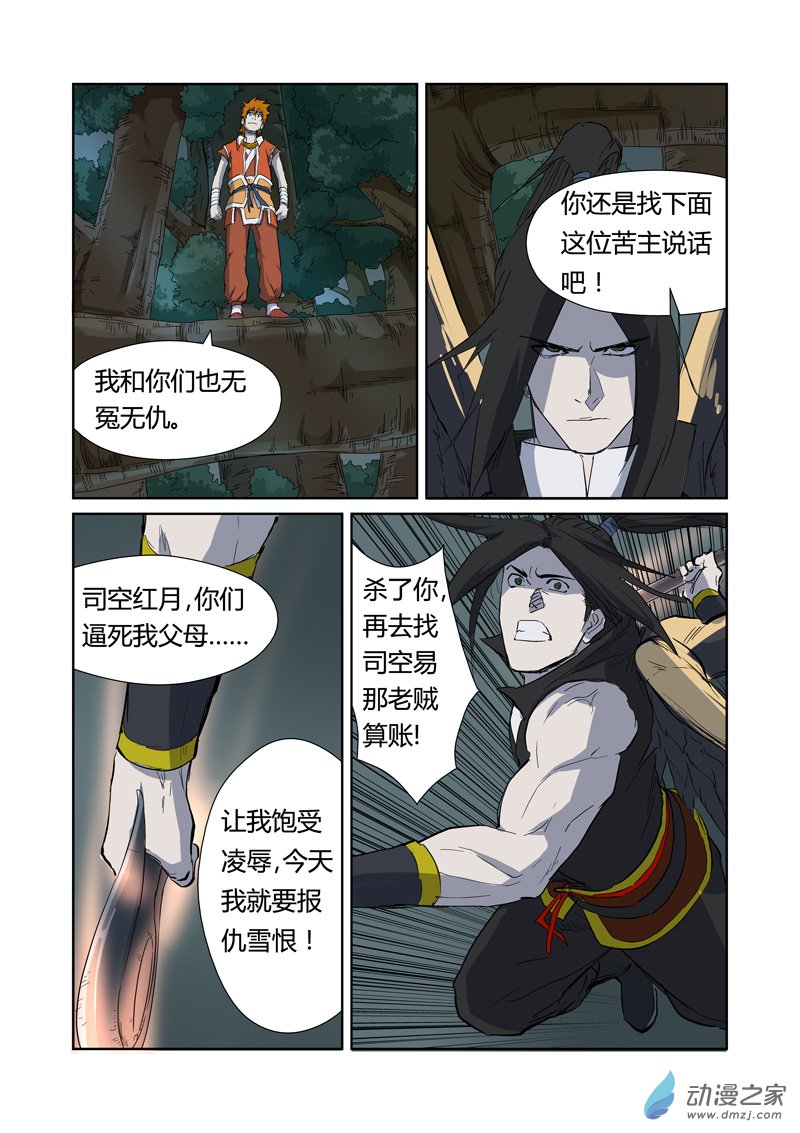 我和你们也无
冤无仇。
你还是找下面
这位苦主说话
吧！
司空红月,你们
逼死我父母……
让我饱受
凌辱,今天
我就要报
仇雪恨！
杀了你,
再去找
司空易
那老贼
算账!
动漫之家
www.dmzj.com